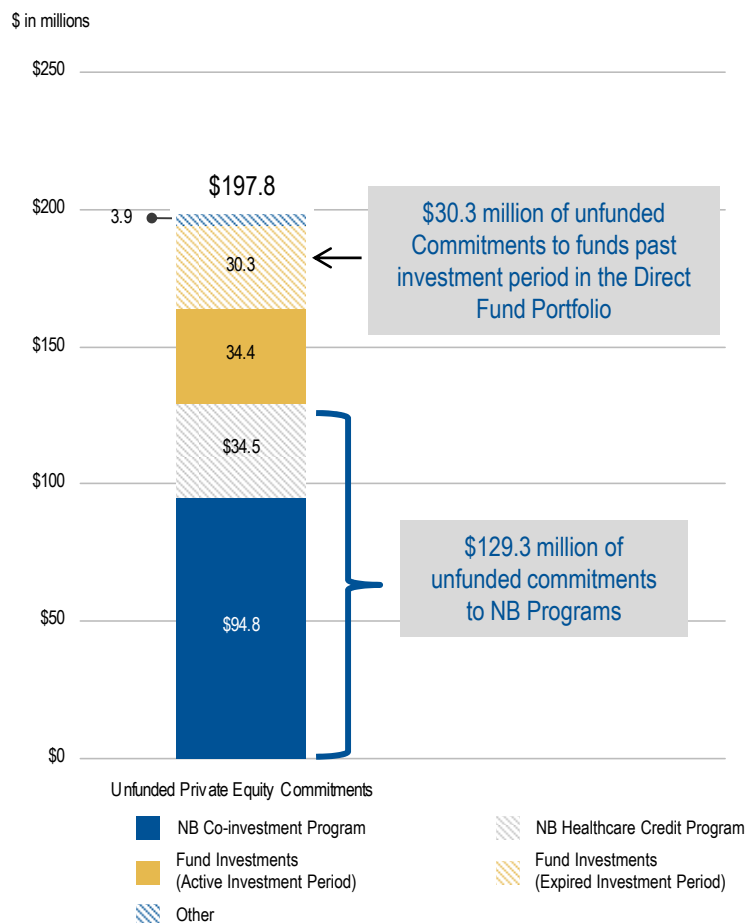 $ in millions
$250
$197.8
$200
3.9
$30.3 million of unfunded
Commitments to funds past
investment period in the Direct
Fund Portfolio
30.3
$150
34.4
$34.5
$100
$129.3 million of
unfunded commitments
to NB Programs
$50
$94.8
$0
Unfunded Private Equity Commitments
NB Co-investment Program
NB Healthcare Credit Program
Fund Investments
(Active Investment Period)
Fund Investments
(Expired Investment Period)
Other